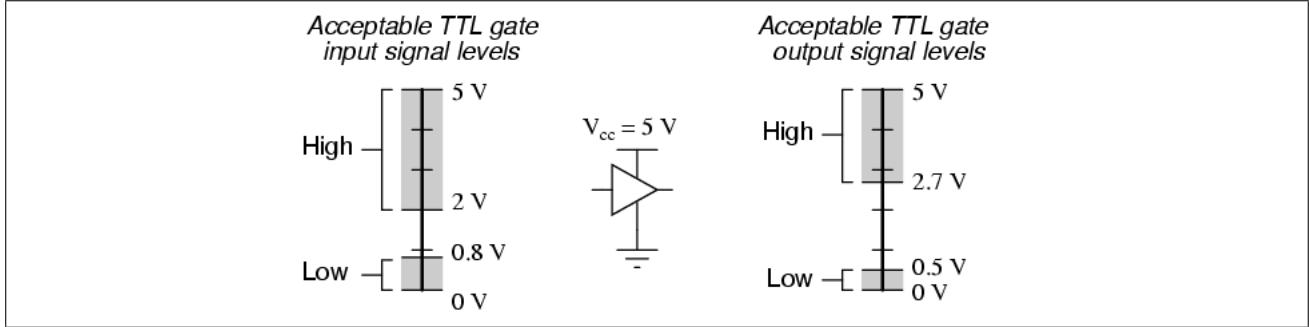 Acceptable TTL gate
input signal levels
5 V
High
2 V
0.8 V
Low
0 V
V_cc = 5 V
Acceptable TTL gate
output signal levels
5 V
High
2.7 V
0.5 V
Low
0 V